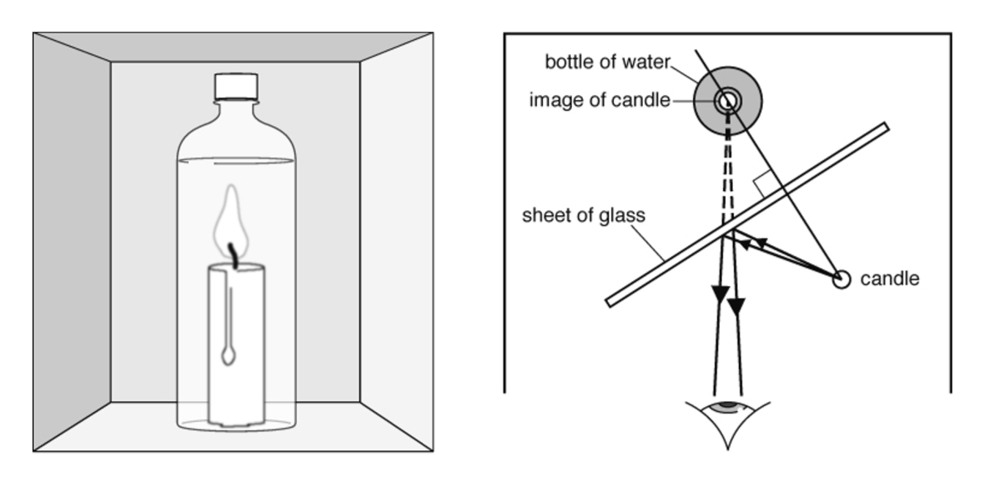 bottle of water
image of candle
sheet of glass
candle